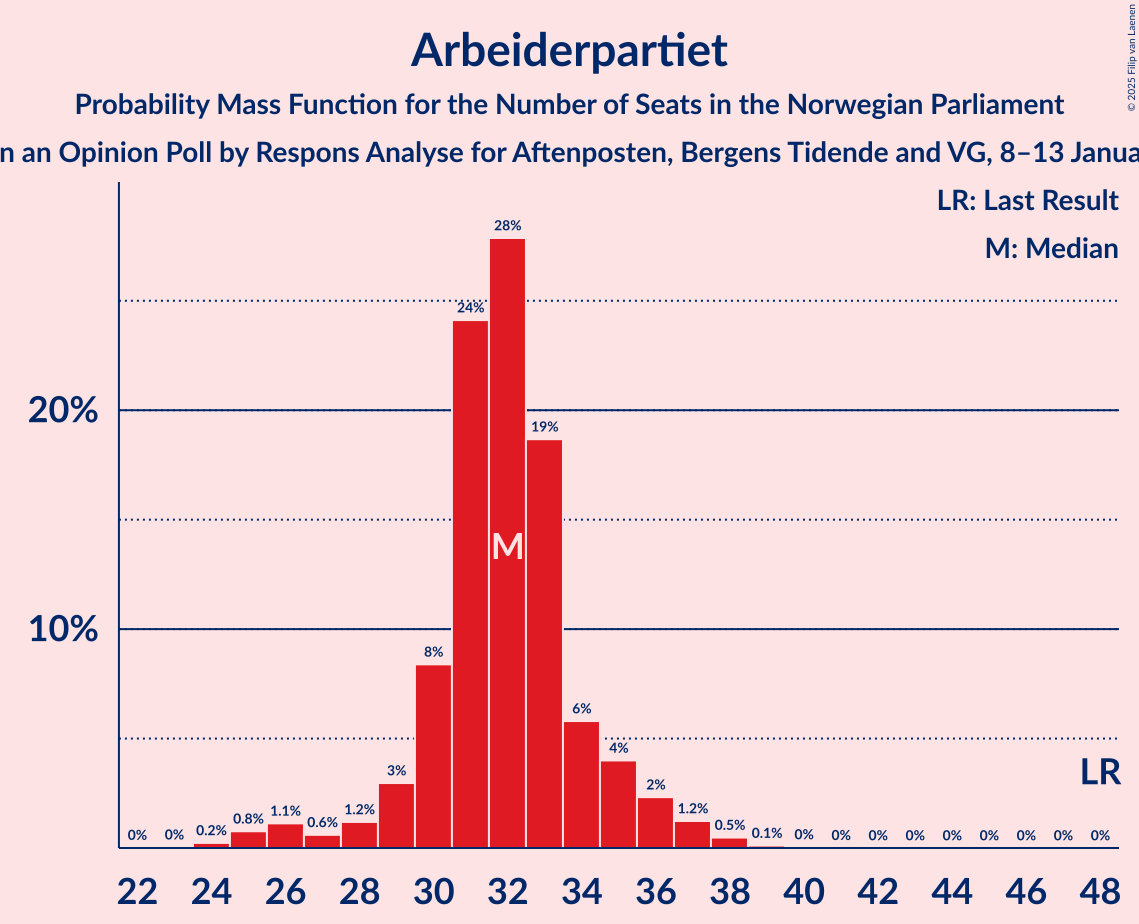 Arbeiderpartiet
Probability Mass Function for the Number of Seats in the Norwegian Parliament
an Opinion Poll by Respons Analyse for Aftenposten, Bergens Tidende and VG, 8–13
© 2025 Filip van Laenen
LR: Last Result
M: Median
20%
10%
0% 0% 0.2% 0.8% 1.1% 0.6% 1.2% 3% 8% 24% 28% 19% 6% 4% 2% 1.2% 0.5% 0.1% 0% 0% 0% 0% 0% 0% 0% 0% 0%
M
LR
22 24 26 28 30 32 34 36 38 40 42 44 46 48